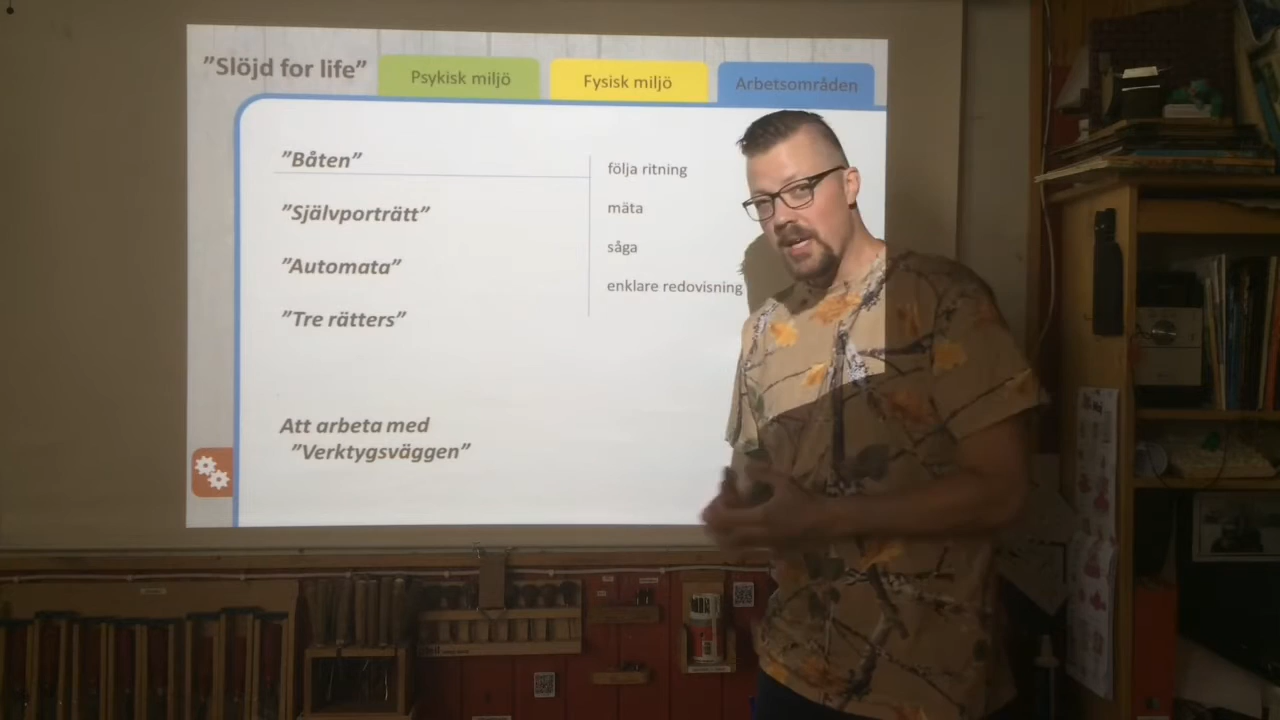 "Slöjd for life"
Psykisk miljö
Fysisk miljö
Arbetsområden
"Båten"
"Självporträtt"
"Automata"
"Tre rätters"
Att arbeta med
"Verktygsväggen"
följa ritning
mäta
såga
enklare redovisning